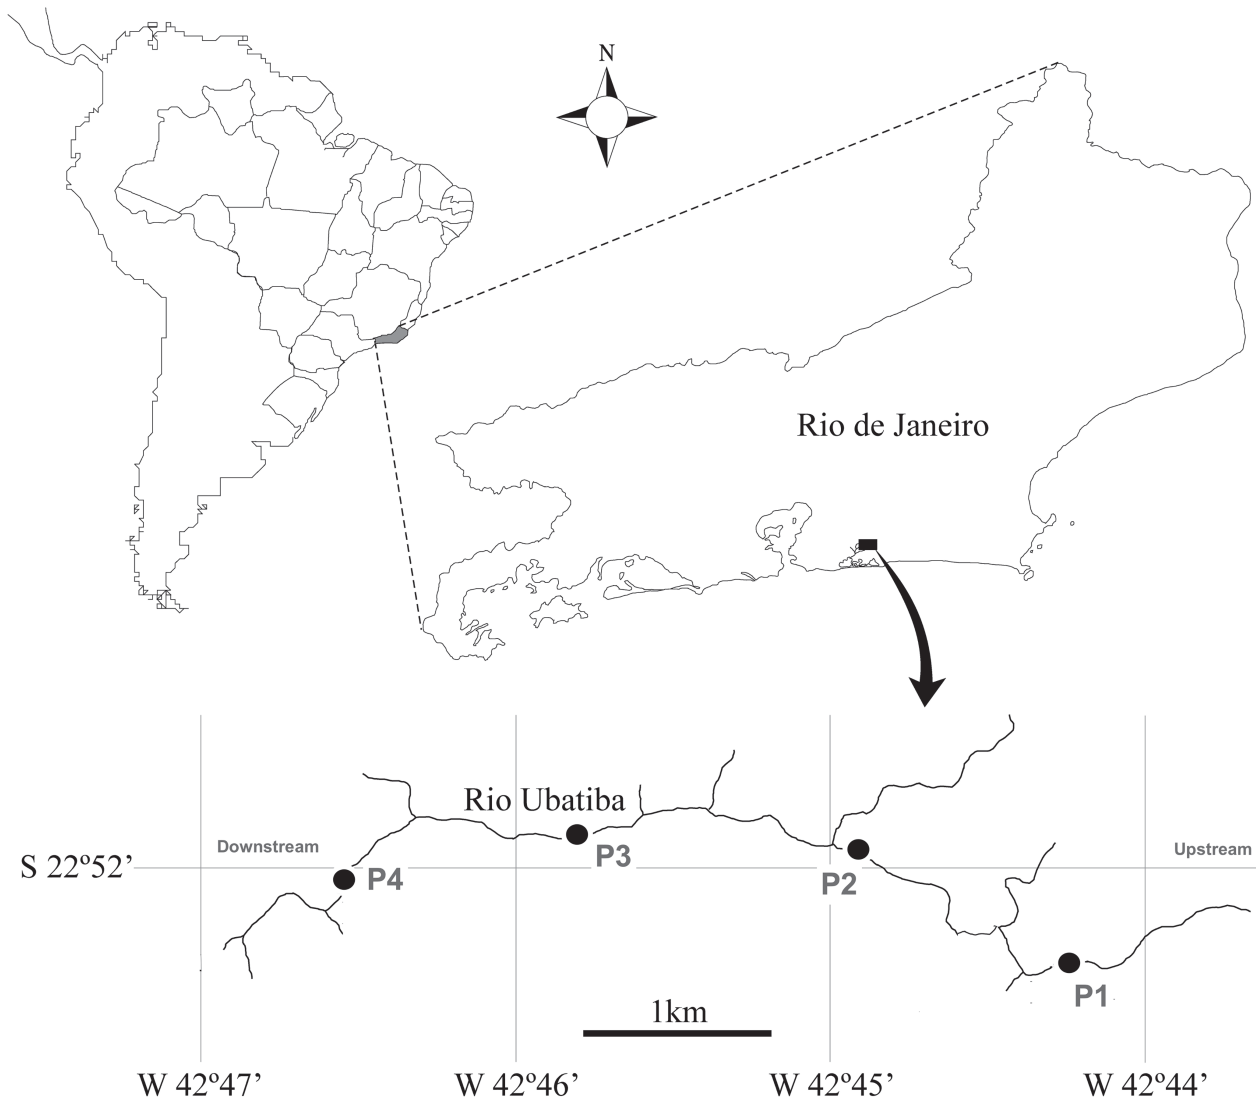 N
Rio de Janeiro
Rio Ubatiba
Downstream
Upstream
P3
S 22º52’
P4
P2
P1
1km
W 42º47’
W 42º46’
W 42º45’
W 42º44’